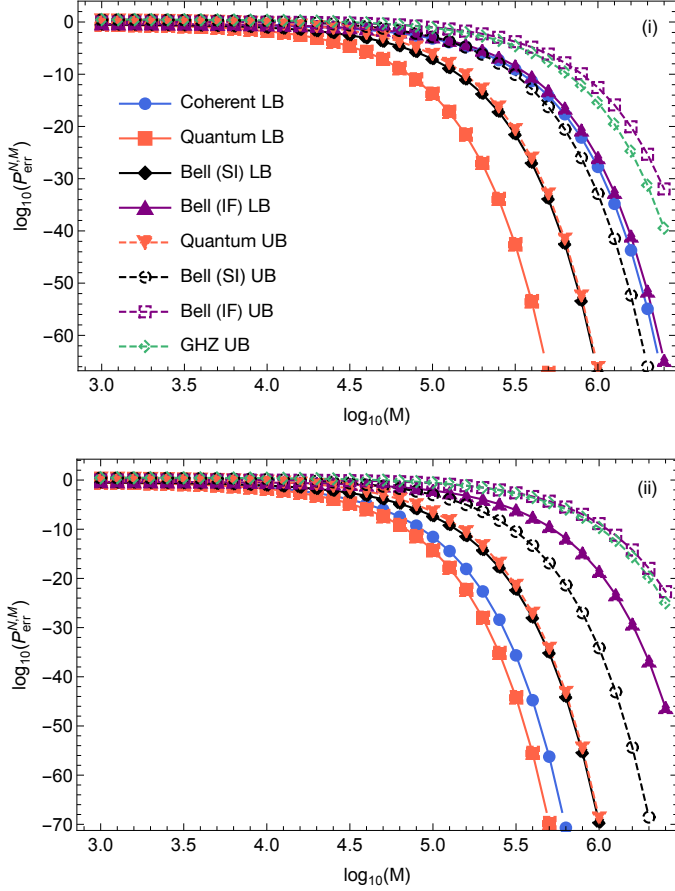 (i)
0
−10
−20
−30
−40
−50
−60
log₁₀(P_err^{N,M})
Coherent LB
Quantum LB
Bell (SI) LB
Bell (IF) LB
Quantum UB
Bell (SI) UB
Bell (IF) UB
GHZ UB
3.0 3.5 4.0 4.5 5.0 5.5 6.0
log₁₀(M)
(ii)
0
−10
−20
−30
−40
−50
−60
−70
log₁₀(P_err^{N,M})
3.0 3.5 4.0 4.5 5.0 5.5 6.0
log₁₀(M)